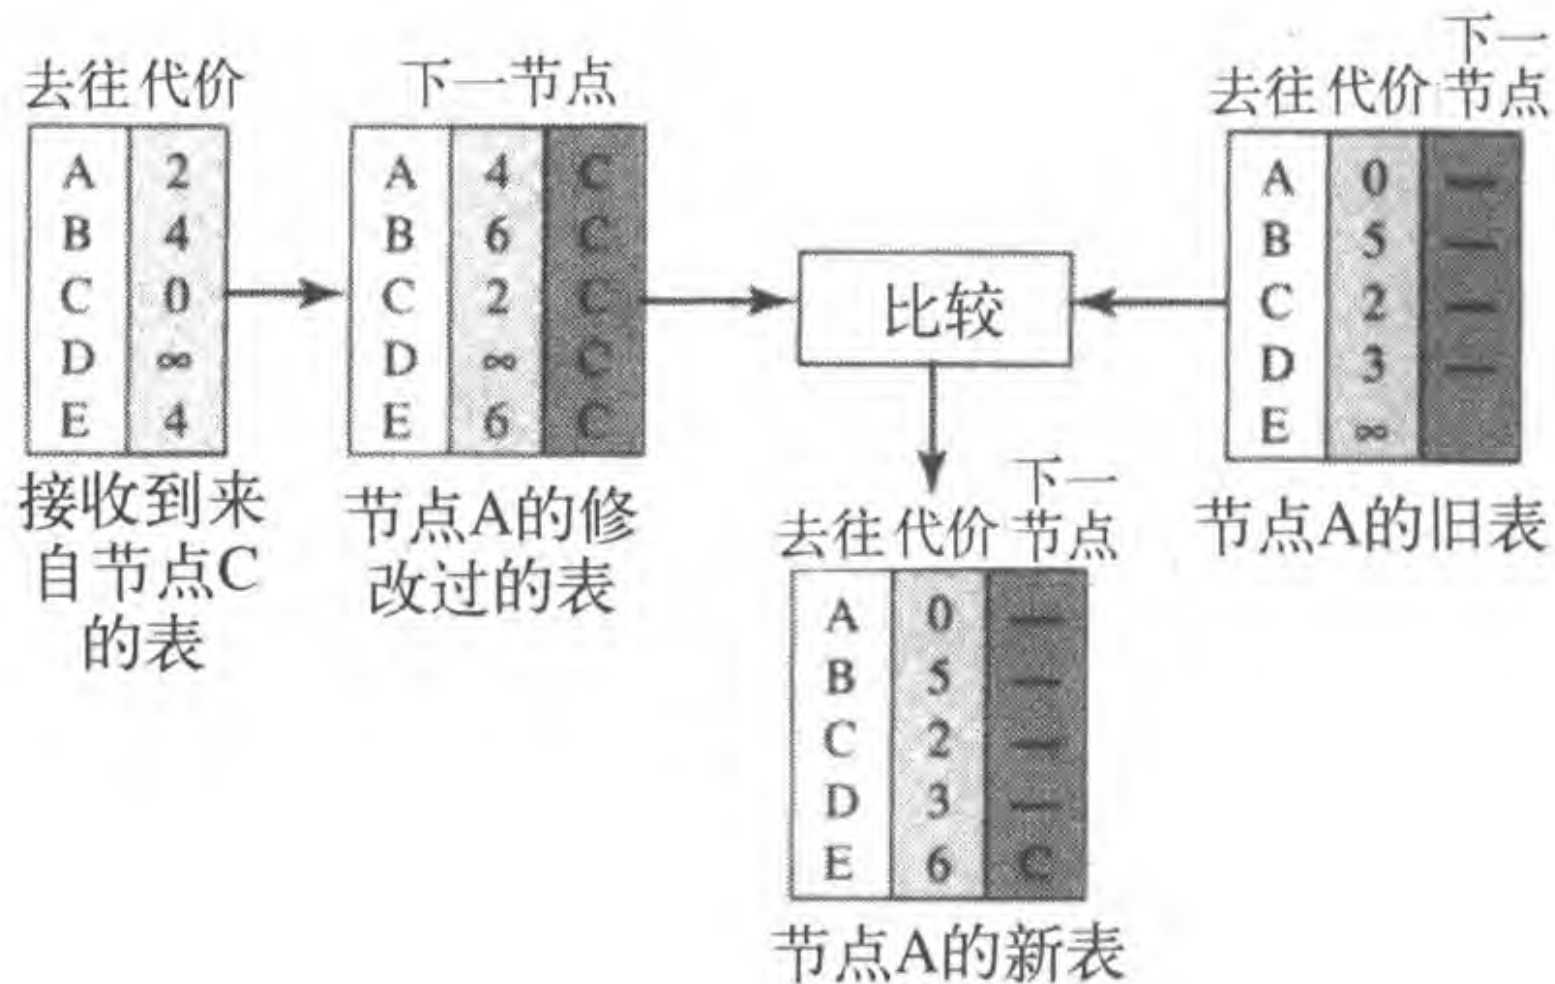 去往 代价
A 2
B 4
C 0
D ∞
E 4
接收到来
自节点C
的表
下一节点
A 4 C
B 6 C
C 2 C
D ∞ C
E 6 C
节点A的修
改过的表
比较
下一
去往 代价 节点
A 0 —
B 5 —
C 2 —
D 3 —
E ∞
节点A的旧表
下一
去往 代价 节点
A 0 —
B 5 —
C 2 —
D 3 —
E 6 C
节点A的新表